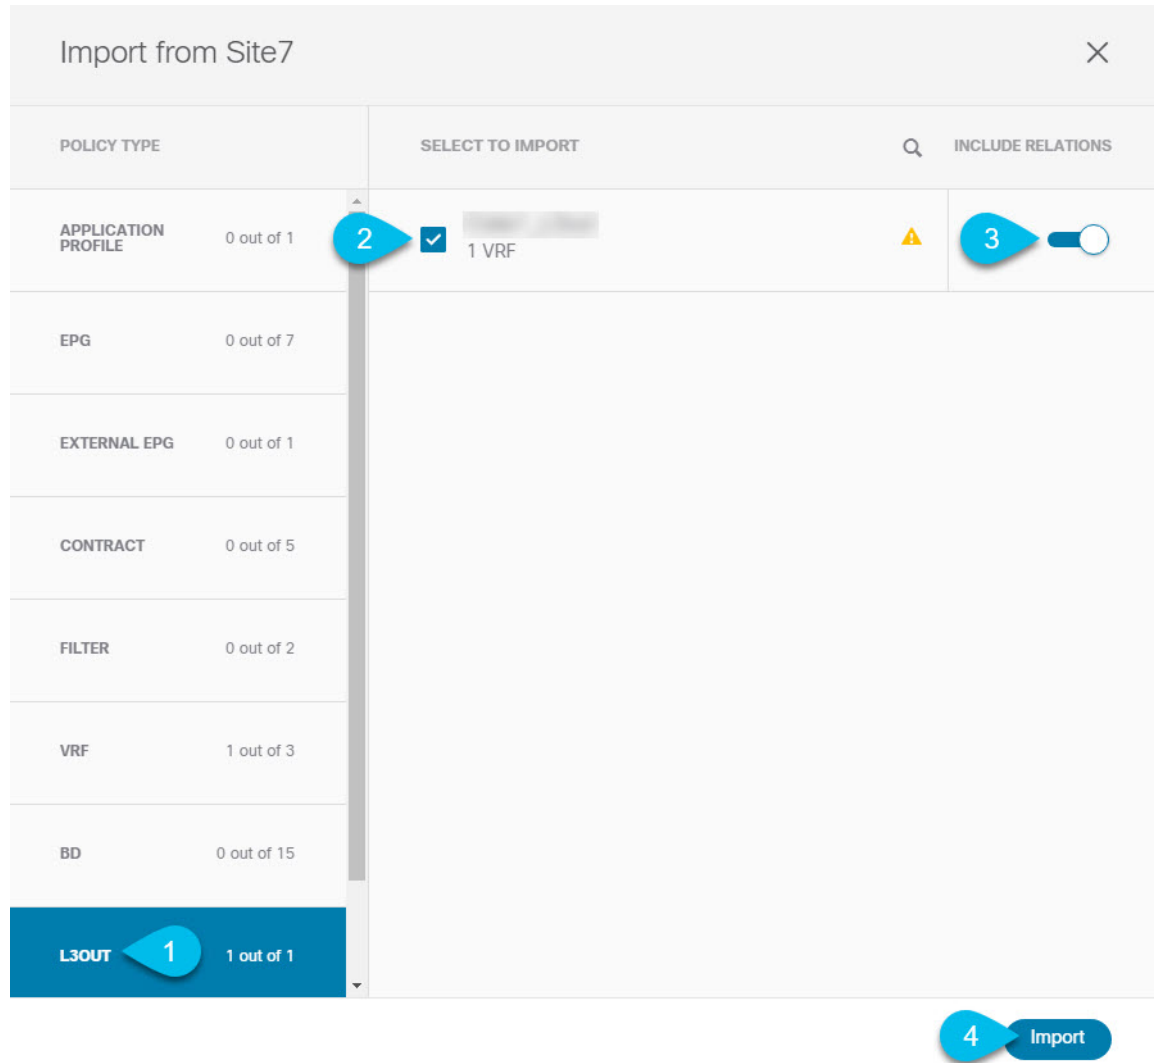 Import from Site7
POLICY TYPE
SELECT TO IMPORT
INCLUDE RELATIONS
APPLICATION
PROFILE
0 out of 1
2
1 VRF
3
EPG
0 out of 7
EXTERNAL EPG
0 out of 1
CONTRACT
0 out of 5
FILTER
0 out of 2
VRF
1 out of 3
BD
0 out of 15
L3OUT
1
1 out of 1
4
Import